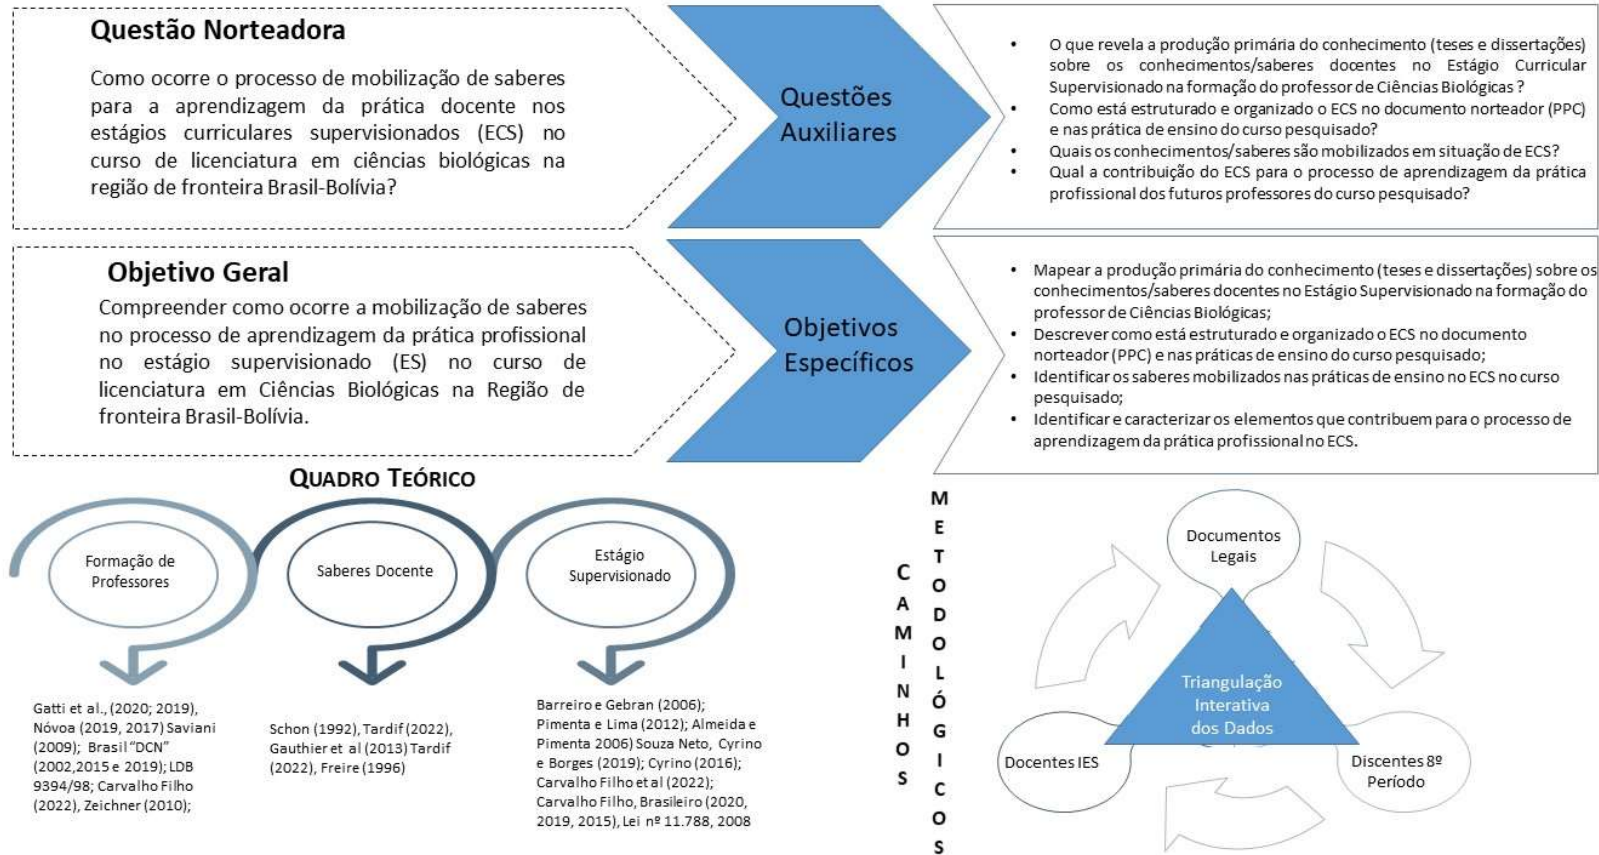 Questão Norteadora
Como ocorre o processo de mobilização de saberes
para a aprendizagem da prática docente nos
estágios curriculares supervisionados (ECS) no
curso de licenciatura em ciências biológicas na
região de fronteira Brasil-Bolívia?
Questões
Auxiliares
• O que revela a produção primária do conhecimento (teses e dissertações)
sobre os conhecimentos/saberes docentes no Estágio Curricular
Supervisionado na formação do professor de Ciências Biológicas ?
• Como está estruturado e organizado o ECS no documento norteador (PPC)
e nas prática de ensino do curso pesquisado?
• Quais os conhecimentos/saberes são mobilizados em situação de ECS?
• Qual a contribuição do ECS para o processo de aprendizagem da prática
profissional dos futuros professores do curso pesquisado?
Objetivo Geral
Compreender como ocorre a mobilização de saberes
no processo de aprendizagem da prática profissional
no estágio supervisionado (ES) no curso de
licenciatura em Ciências Biológicas na Região de
fronteira Brasil-Bolívia.
Objetivos
Específicos
• Mapear a produção primária do conhecimento (teses e dissertações) sobre os
conhecimentos/saberes docentes no Estágio Supervisionado na formação do
professor de Ciências Biológicas;
• Descrever como está estruturado e organizado o ECS no documento
norteador (PPC) e nas práticas de ensino do curso pesquisado;
• Identificar os saberes mobilizados nas práticas de ensino no ECS no curso
pesquisado;
• Identificar e caracterizar os elementos que contribuem para o processo de
aprendizagem da prática profissional no ECS.
QUADRO TEÓRICO
Formação de
Professores
Saberes Docente
Estágio
Supervisionado
Gatti et al., (2020; 2019),
Nóvoa (2019, 2017) Saviani
(2009); Brasil "DCN"
(2002,2015 e 2019); LDB
9394/98; Carvalho Filho
(2022), Zeichner (2010);
Schon (1992), Tardif (2022),
Gauthier et al (2013) Tardif
(2022), Freire (1996)
Barreiro e Gebran (2006);
Pimenta e Lima (2012); Almeida e
Pimenta 2006) Souza Neto, Cyrino
e Borges (2019); Cyrino (2016);
Carvalho Filho et al (2022);
Carvalho Filho, Brasileiro (2020,
2019, 2015), Lei nº 11.788, 2008
CAMINHOS
METODOLÓGICOS
Documentos
Legais
Triangulação
Interativa
dos Dados
Docentes IES
Discentes 8º
Período